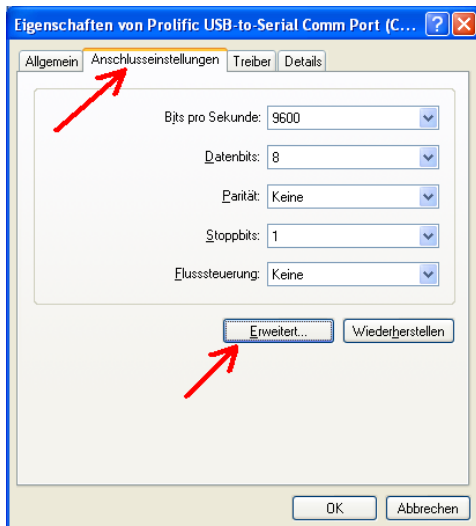 Eigenschaften von Prolific USB-to-Serial Comm Port (C...
Allgemein Anschlusseinstellungen Treiber Details
Bits pro Sekunde: 9600
Datenbits: 8
Parität: Keine
Stoppbits: 1
Flusssteuerung: Keine
Erweitert... Wiederherstellen
OK Abbrechen